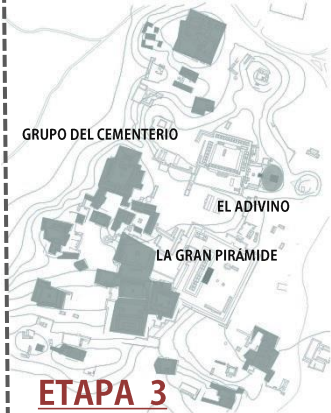 GRUPO DEL CEMENTERIO
EL ADIVINO
LA GRAN PIRÁMIDE
ETAPA 3